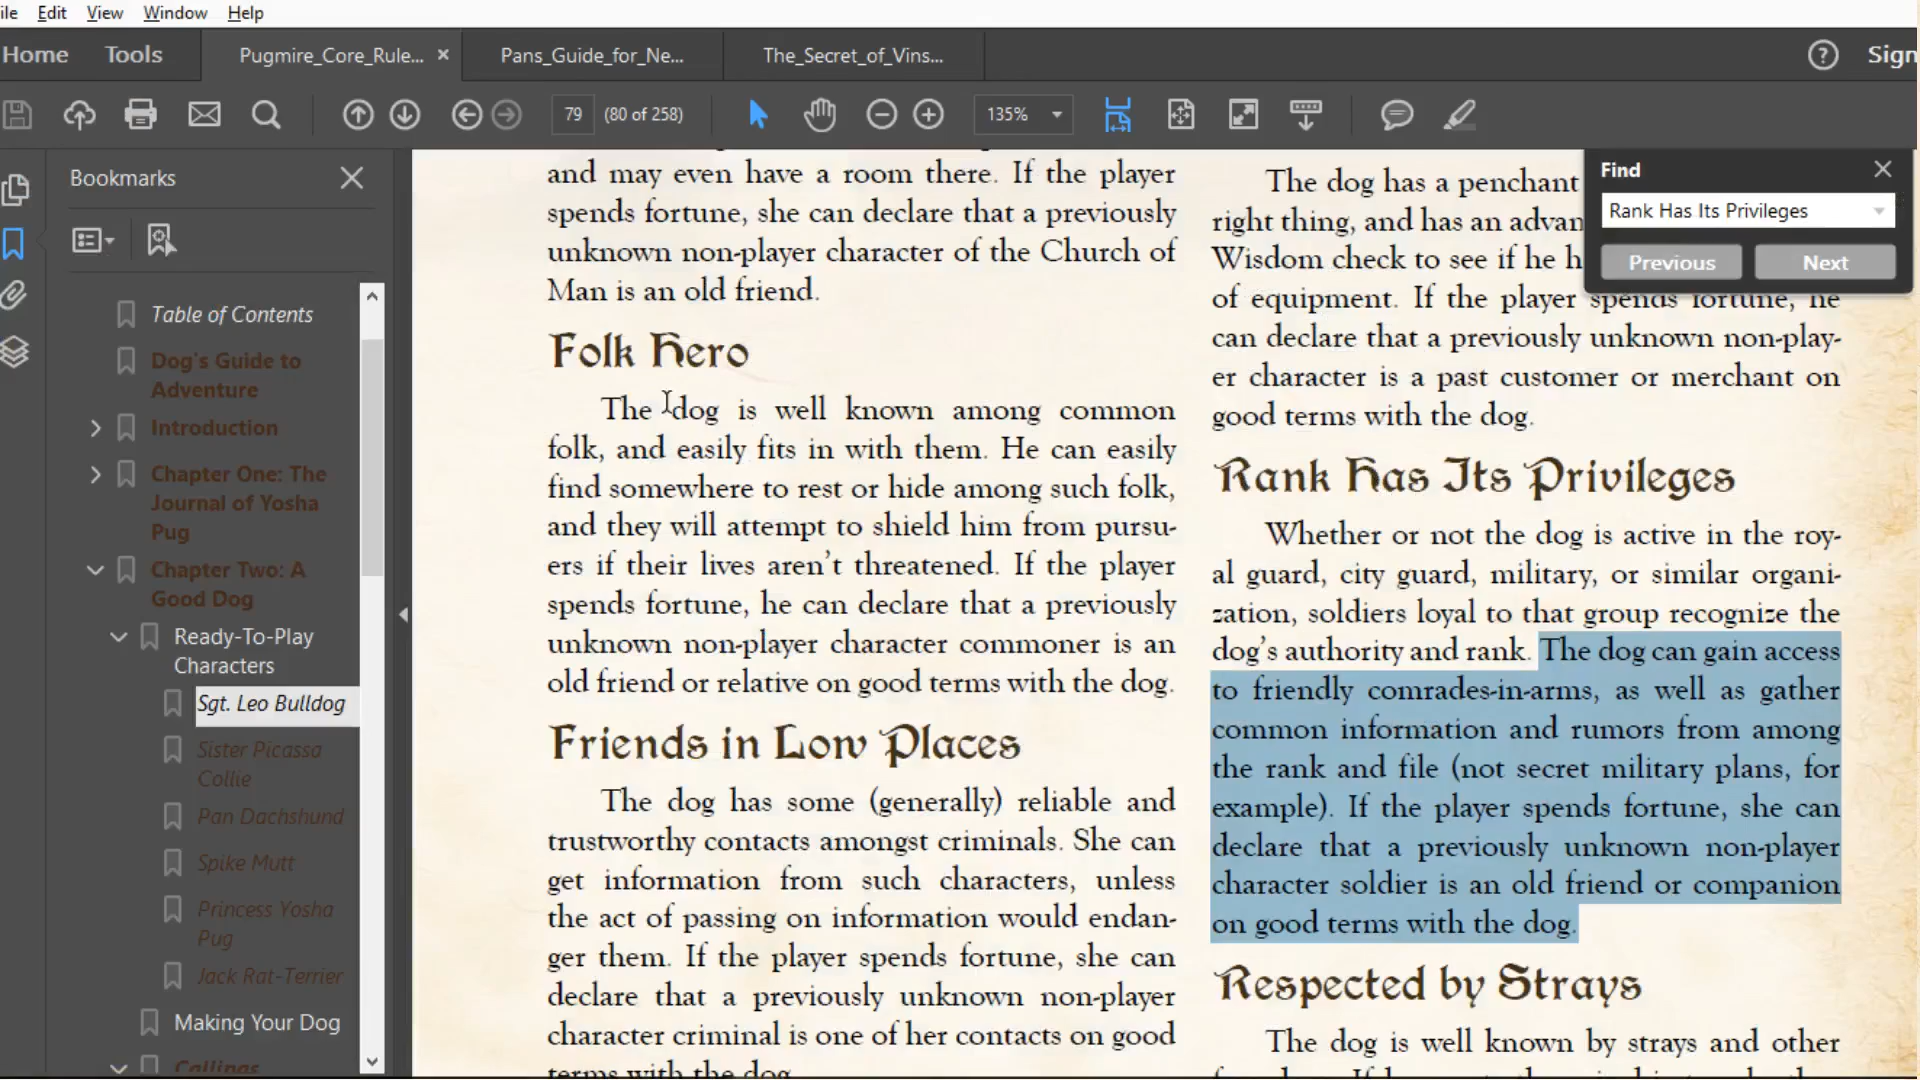 ile Edit View Window Help
Home Tools Pugmire_Core_Rule... × Pans_Guide_for_Ne... The_Secret_of_Vins... ? Sign
79 (80 of 258) 135%
Bookmarks
Table of Contents
Dog's Guide to
Adventure
Introduction
Chapter One: The
Journal of Yosha
Pug
Chapter Two: A
Good Dog
Ready-To-Play
Characters
Sgt. Leo Bulldog
Sister Picassa
Collie
Pan Dachshund
Spike Mutt
Princess Yosha
Pug
Jack Rat-Terrier
Making Your Dog
Callings
and may even have a room there. If the player
spends fortune, she can declare that a previously
unknown non-player character of the Church of
Man is an old friend.
Folk Hero
The dog is well known among common
folk, and easily fits in with them. He can easily
find somewhere to rest or hide among such folk,
and they will attempt to shield him from pursu-
ers if their lives aren't threatened. If the player
spends fortune, he can declare that a previously
unknown non-player character commoner is an
old friend or relative on good terms with the dog.
Friends in Low Places
The dog has some (generally) reliable and
trustworthy contacts amongst criminals. She can
get information from such characters, unless
the act of passing on information would endan-
ger them. If the player spends fortune, she can
declare that a previously unknown non-player
character criminal is one of her contacts on good
terms with the dog.
The dog has a penchant
right thing, and has an advan
Wisdom check to see if he h
of equipment. If the player spends fortune, he
can declare that a previously unknown non-play-
er character is a past customer or merchant on
good terms with the dog.
Rank Has Its Privileges
Whether or not the dog is active in the roy-
al guard, city guard, military, or similar organi-
zation, soldiers loyal to that group recognize the
dog's authority and rank. The dog can gain access
to friendly comrades-in-arms, as well as gather
common information and rumors from among
the rank and file (not secret military plans, for
example). If the player spends fortune, she can
declare that a previously unknown non-player
character soldier is an old friend or companion
on good terms with the dog.
Respected by Strays
The dog is well known by strays and other
Find
Rank Has Its Privileges
Previous Next